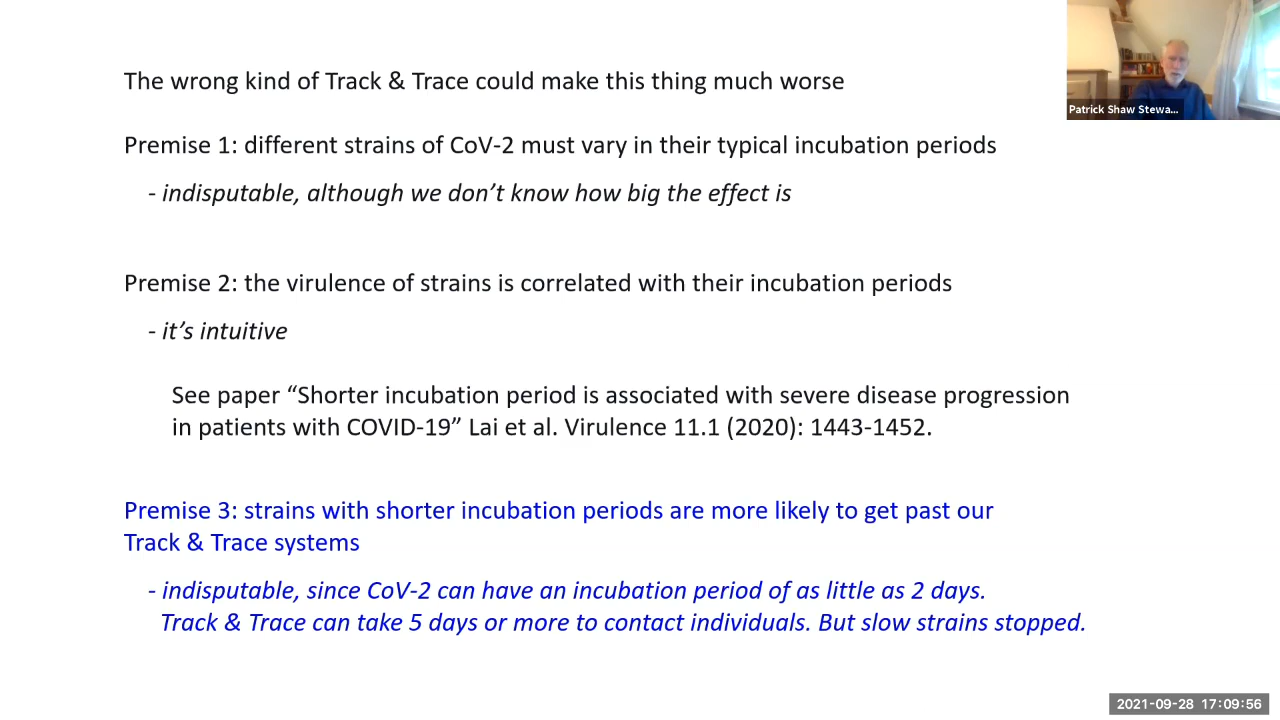 The wrong kind of Track & Trace could make this thing much worse
Patrick Shaw Stewa...
Premise 1: different strains of CoV-2 must vary in their typical incubation periods
- indisputable, although we don’t know how big the effect is
Premise 2: the virulence of strains is correlated with their incubation periods
- it’s intuitive
See paper “Shorter incubation period is associated with severe disease progression
in patients with COVID-19” Lai et al. Virulence 11.1 (2020): 1443-1452.
Premise 3: strains with shorter incubation periods are more likely to get past our
Track & Trace systems
- indisputable, since CoV-2 can have an incubation period of as little as 2 days.
Track & Trace can take 5 days or more to contact individuals. But slow strains stopped.
2021-09-28 17:09:56